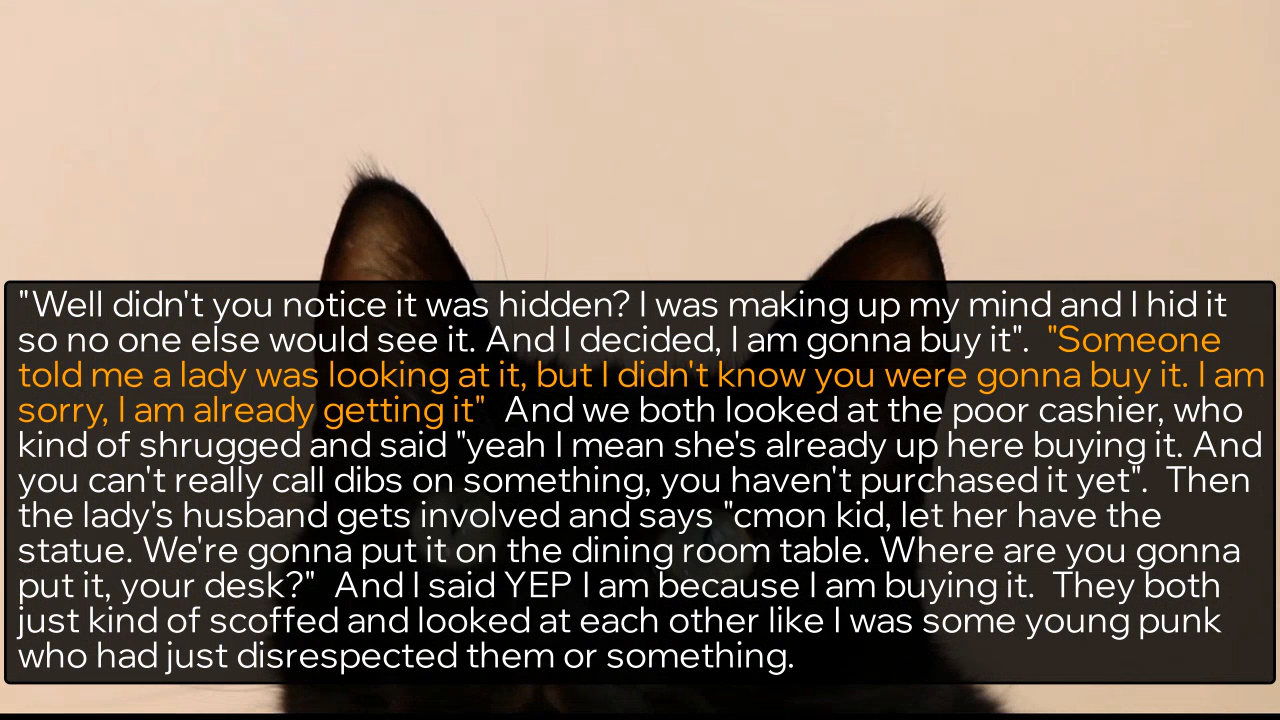 "Well didn't you notice it was hidden? I was making up my mind and I hid it
so no one else would see it. And I decided, I am gonna buy it".  "Someone
told me a lady was looking at it, but I didn't know you were gonna buy it. I am
sorry, I am already getting it"  And we both looked at the poor cashier, who
kind of shrugged and said "yeah I mean she's already up here buying it. And
you can't really call dibs on something, you haven't purchased it yet".  Then
the lady's husband gets involved and says "cmon kid, let her have the
statue. We're gonna put it on the dining room table. Where are you gonna
put it, your desk?"  And I said YEP I am because I am buying it.  They both
just kind of scoffed and looked at each other like I was some young punk
who had just disrespected them or something.